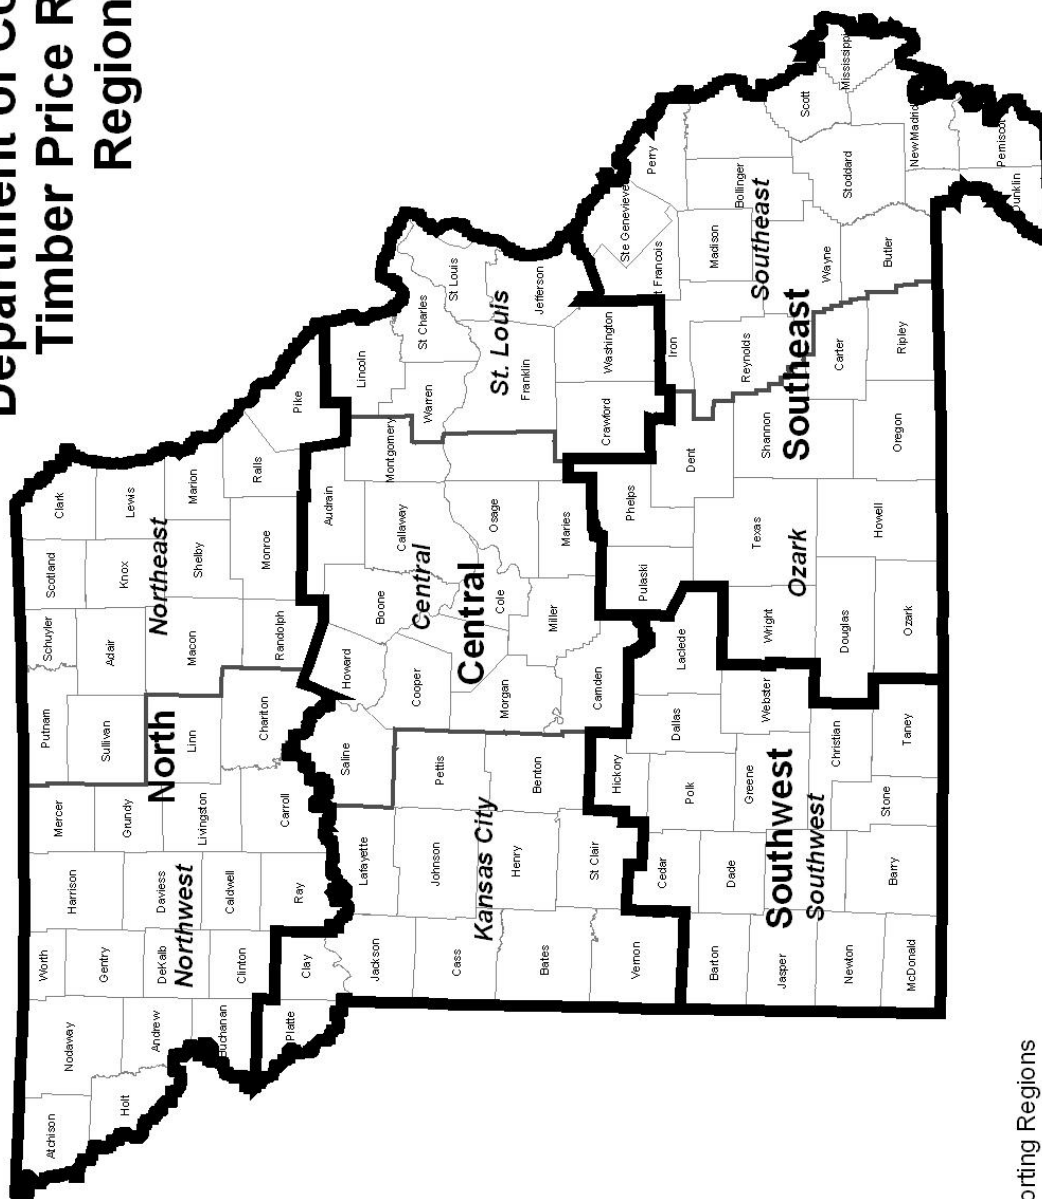 Department of Co
Timber Price R
Region
Atchison
Nodaway
Worth
Harrison
Mercer
Putnam
Schuyler
Scotland
Clark
Holt
Andrew
Gentry
DeKalb
Daviess
Grundy
Sullivan
Adair
Knox
Lewis
Northwest
North
Northeast
Buchanan
Clinton
Caldwell
Livingston
Linn
Macon
Shelby
Marion
Platte
Clay
Ray
Carroll
Chariton
Randolph
Monroe
Ralls
Pike
Jackson
Lafayette
Saline
Howard
Boone
Audrain
Callaway
Montgomery
Lincoln
Warren
St Charles
St Louis
Cass
Johnson
Pettis
Cooper
Central
Central
Kansas City
St. Louis
Bates
Henry
Benton
Morgan
Cole
Osage
Franklin
Jefferson
Vernon
St Clair
Hickory
Camden
Miller
Maries
Crawford
Washington
Ste Genevieve
t Francois
Perry
Barton
Cedar
Polk
Dallas
Laclede
Pulaski
Phelps
Dent
Iron
Madison
Bollinger
Dade
Jasper
Greene
Webster
Wright
Texas
Shannon
Reynolds
Wayne
Scott
Mississippi
Stoddard
Southwest
Southwest
Ozark
Southeast
Southeast
Newton
Christian
Douglas
Carter
Butler
New Madrid
McDonald
Barry
Stone
Taney
Ozark
Howell
Oregon
Ripley
Dunklin
Pemiscot
orting Regions